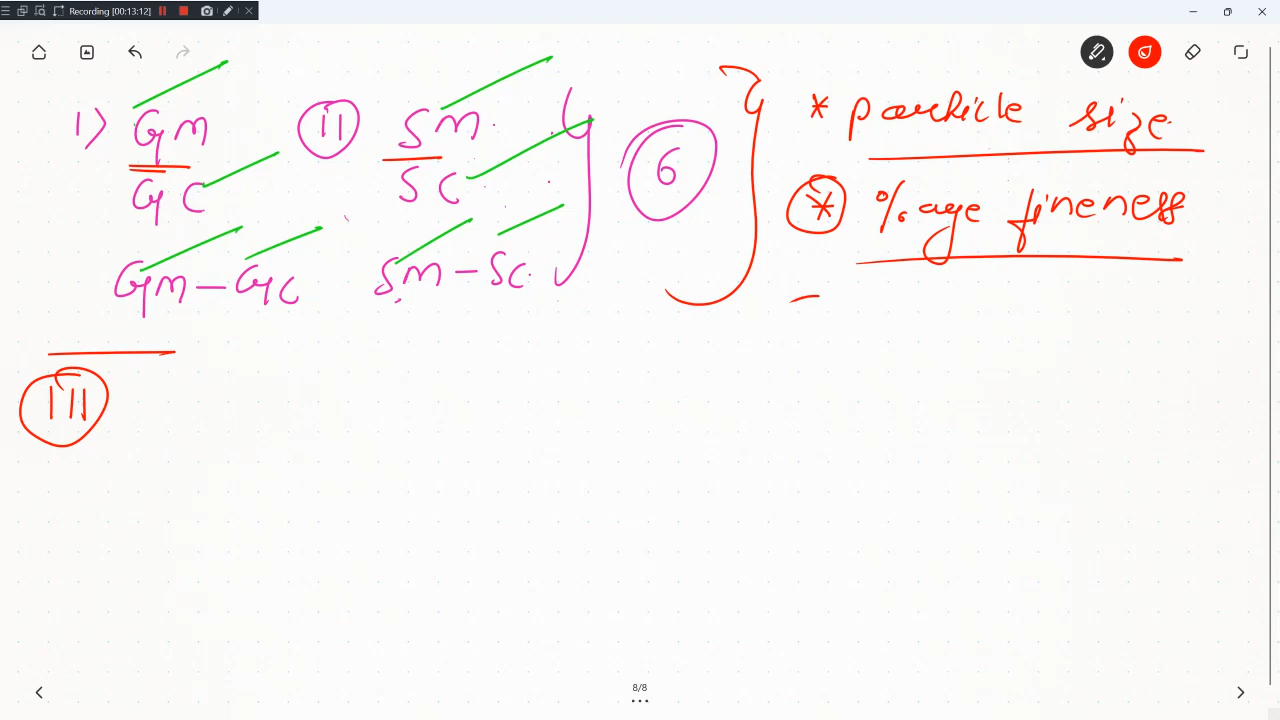 Recording [00:13:12]
1) GM
GC
GM - GC
II
SM
SC
SM - SC
6
* particle size
* %age fineness
III
8/8